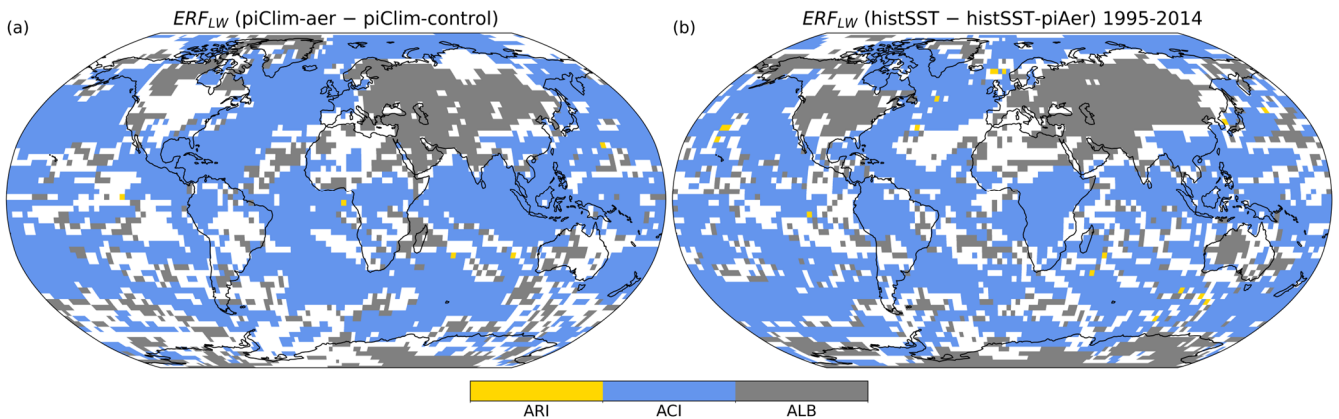 (a) ERF_LW (piClim-aer − piClim-control)
(b) ERF_LW (histSST − histSST-piAer) 1995-2014
ARI ACI ALB